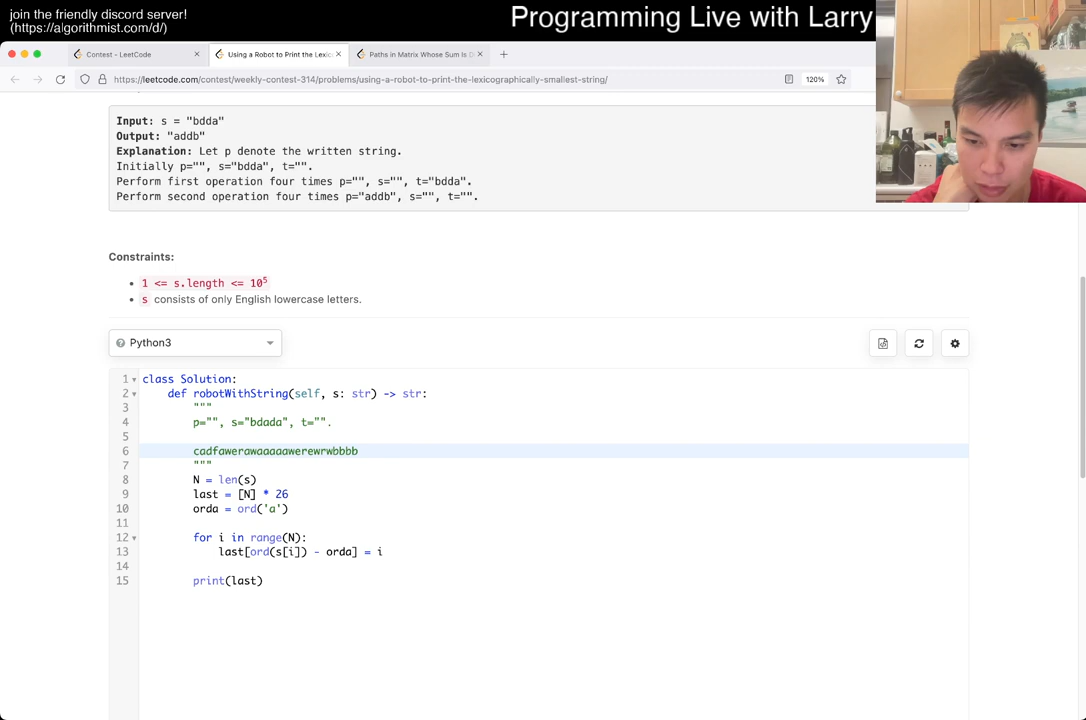 join the friendly discord server!
(https://algorithmist.com/d/)
Programming Live with Larry
Contest - LeetCode
Using a Robot to Print the Lexic
Paths in Matrix Whose Sum Is D
https://leetcode.com/contest/weekly-contest-314/problems/using-a-robot-to-print-the-lexicographically-smallest-string/
120%
Input: s = "bdda"
Output: "addb"
Explanation: Let p denote the written string.
Initially p="", s="bdda", t="".
Perform first operation four times p="", s="", t="bdda".
Perform second operation four times p="addb", s="", t="".
Constraints:
1 <= s.length <= 10^5
s consists of only English lowercase letters.
Python3
1 class Solution:
2 def robotWithString(self, s: str) -> str:
3 """
4 p="", s="bdada", t="".
5
6 cadfawerawaaaaawerewrwbbbb
7 """
8 N = len(s)
9 last = [N] * 26
10 orda = ord('a')
11
12 for i in range(N):
13 last[ord(s[i]) - orda] = i
14
15 print(last)